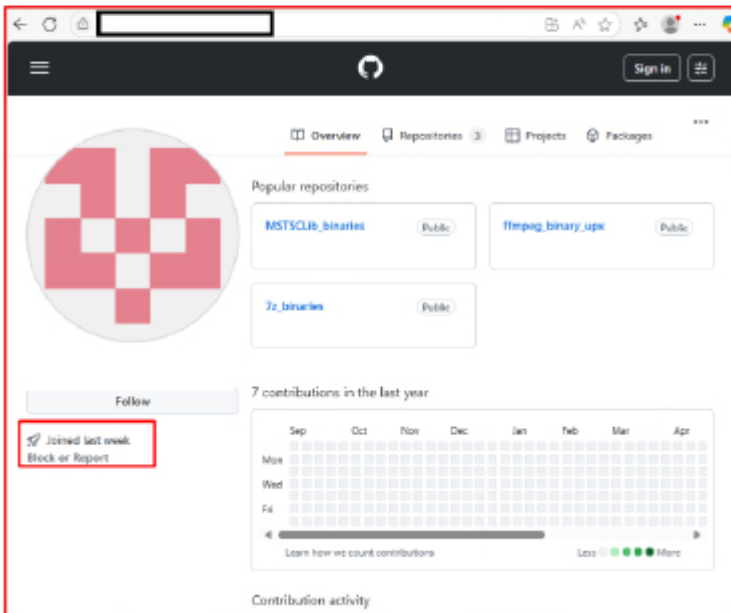 Sign in
Overview
Repositories 3
Projects
Packages
Popular repositories
MSTSCLib_binaries
Public
ffmpeg_binary_upx
Public
7z_binaries
Public
Follow
Joined last week
Block or Report
7 contributions in the last year
Sep Oct Nov Dec Jan Feb Mar Apr
Mon
Wed
Fri
Learn how we count contributions
Less More
Contribution activity